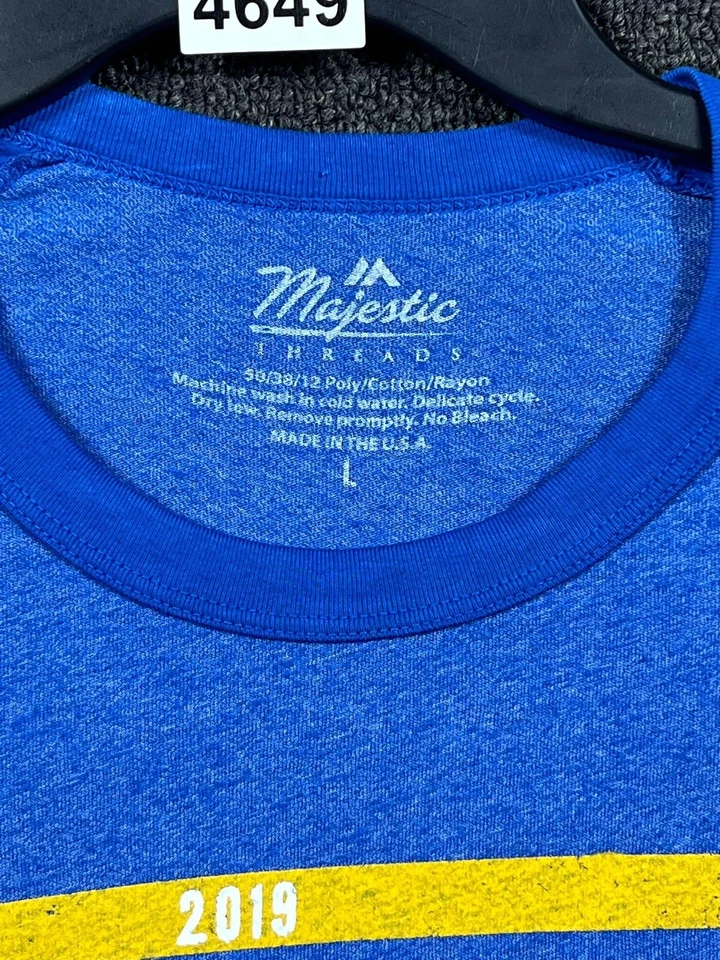 4649
Majestic
THREADS
50/38/12 Poly/Cotton/Rayon
Machine wash in cold water. Delicate cycle.
Dry low. Remove promptly. No Bleach.
MADE IN THE U.S.A.
L
2019